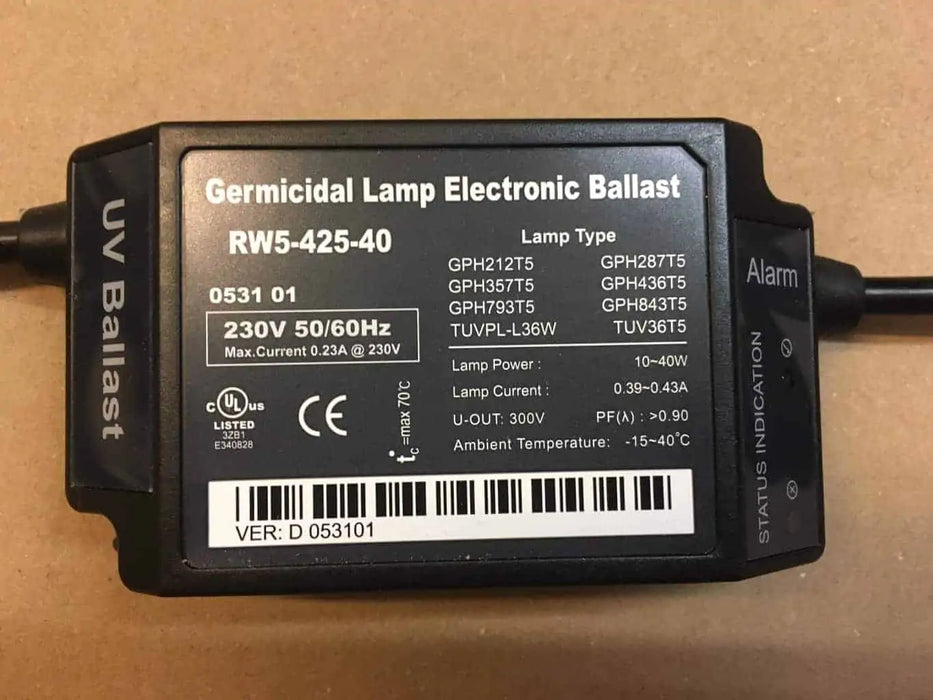 UV Ballast
Germicidal Lamp Electronic Ballast
RW5-425-40
0531 01
230V 50/60Hz
Max.Current 0.23A @ 230V
c UL us
LISTED
3ZB1
E340828
CE
tc =max 70℃
Lamp Type
GPH212T5 GPH287T5
GPH357T5 GPH436T5
GPH793T5 GPH843T5
TUVPL-L36W TUV36T5
Lamp Power : 10~40W
Lamp Current : 0.39~0.43A
U-OUT: 300V PF(λ) : >0.90
Ambient Temperature: -15~40°C
VER: D 053101
Alarm
STATUS INDICATION